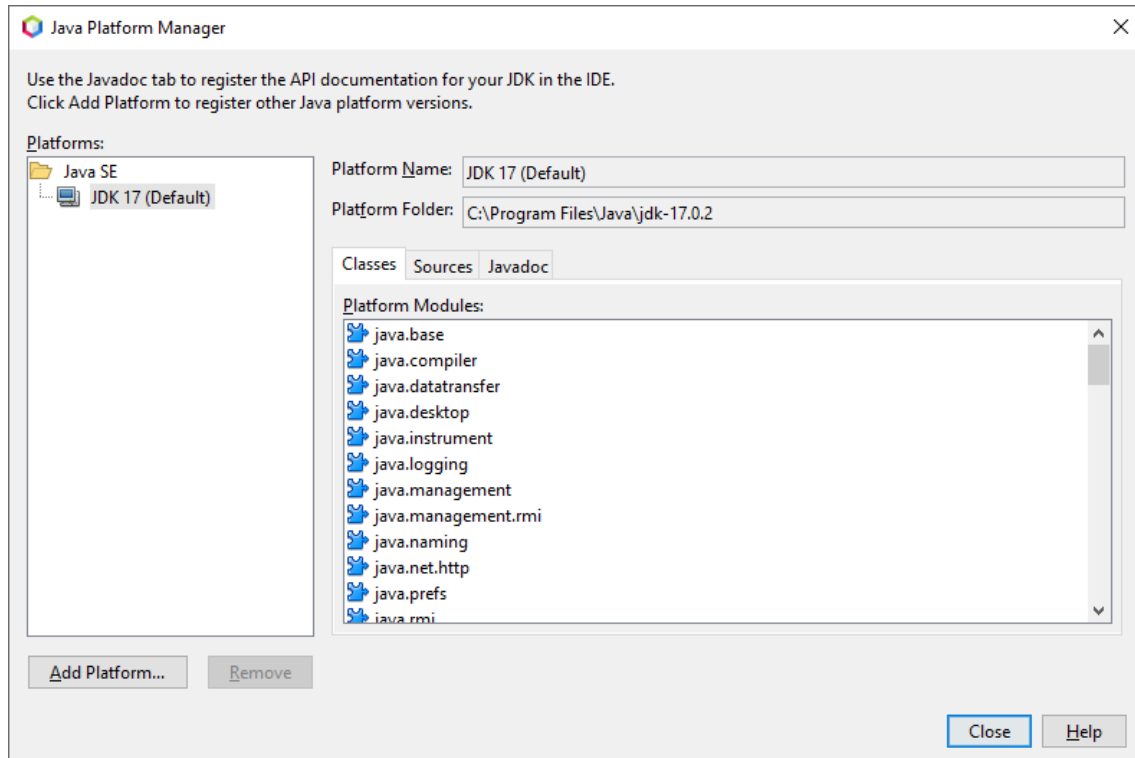 Java Platform Manager
Use the Javadoc tab to register the API documentation for your JDK in the IDE.
Click Add Platform to register other Java platform versions.
Platforms:
Java SE
JDK 17 (Default)
Platform Name: JDK 17 (Default)
Platform Folder: C:\Program Files\Java\jdk-17.0.2
Classes Sources Javadoc
Platform Modules:
java.base
java.compiler
java.datatransfer
java.desktop
java.instrument
java.logging
java.management
java.management.rmi
java.naming
java.net.http
java.prefs
java.rmi
Add Platform... Remove
Close Help